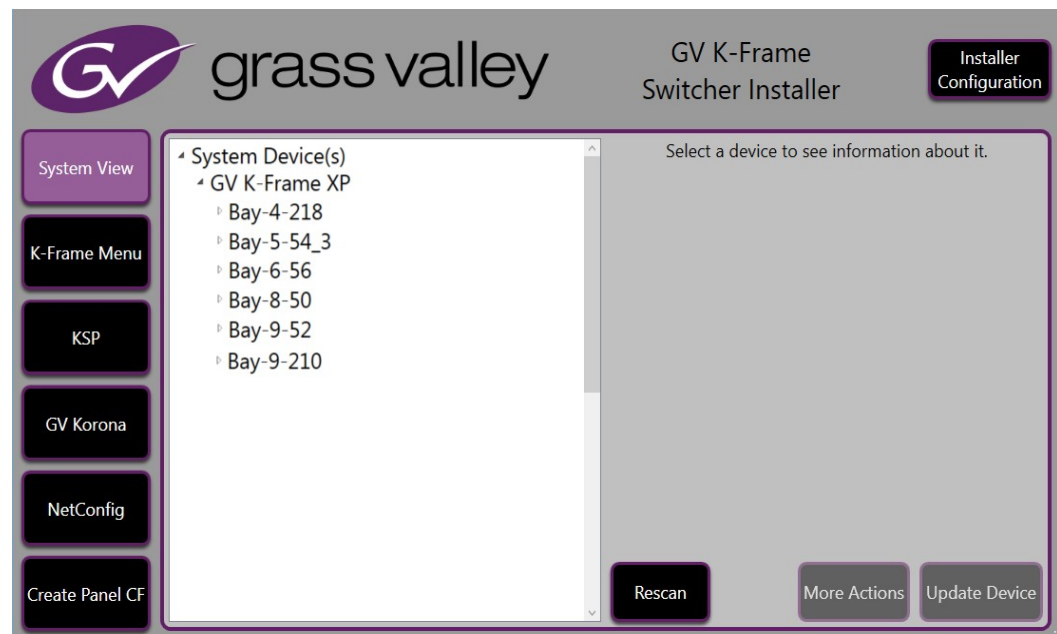 GV grass valley
GV K-Frame
Switcher Installer
Installer
Configuration
System View
K-Frame Menu
KSP
GV Korona
NetConfig
Create Panel CF
System Device(s)
GV K-Frame XP
Bay-4-218
Bay-5-54_3
Bay-6-56
Bay-8-50
Bay-9-52
Bay-9-210
Select a device to see information about it.
Rescan
More Actions
Update Device